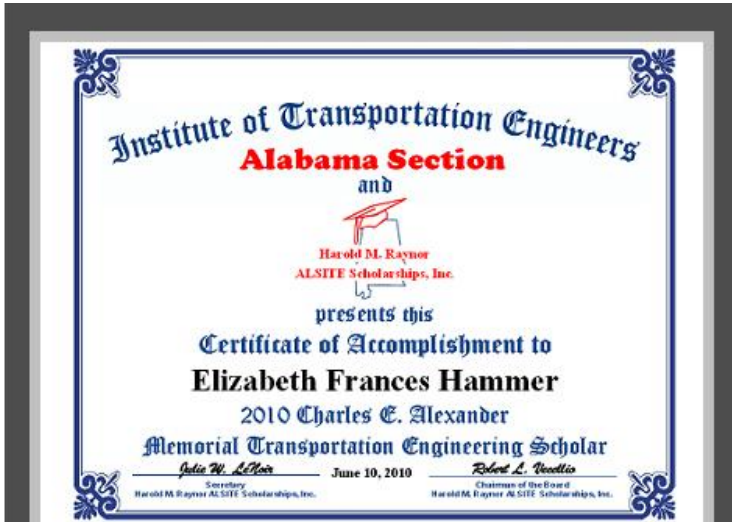 Institute of Transportation Engineers
Alabama Section
and
Harold M. Raynor
ALSITE Scholarships, Inc.
presents this
Certificate of Accomplishment to
Elizabeth Frances Hammer
2010 Charles E. Alexander
Memorial Transportation Engineering Scholar
Julie W. LeNoir June 10, 2010 Robert L. Vecellio
Secretary Chairman of the Board
Harold M. Raynor ALSITE Scholarships, Inc. Harold M. Raynor ALSITE Scholarships, Inc.